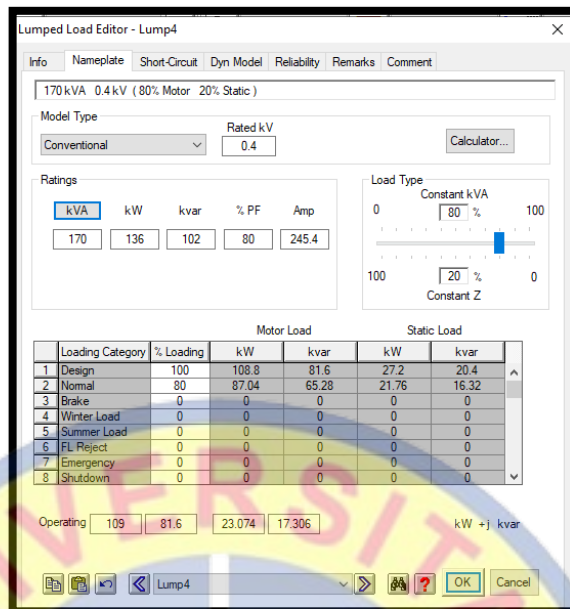 Lumped Load Editor - Lump4
Info Nameplate Short-Circuit Dyn Model Reliability Remarks Comment
170 kVA 0.4 kV ( 80% Motor 20% Static )
Model Type
Rated kV
Conventional 0.4 Calculator...
Ratings
kVA kW kvar % PF Amp
170 136 102 80 245.4
Load Type
Constant kVA
0 80 % 100
100 20 % 0
Constant Z
Motor Load Static Load
Loading Category % Loading kW kvar kW kvar
1 Design 100 108.8 81.6 27.2 20.4
2 Normal 80 87.04 65.28 21.76 16.32
3 Brake 0 0 0 0 0
4 Winter Load 0 0 0 0 0
5 Summer Load 0 0 0 0 0
6 FL Reject 0 0 0 0 0
7 Emergency 0 0 0 0 0
8 Shutdown 0 0 0 0 0
Operating 109 81.6 23.074 17.306 kW +j kvar
Lump4 ? OK Cancel
VERSIT